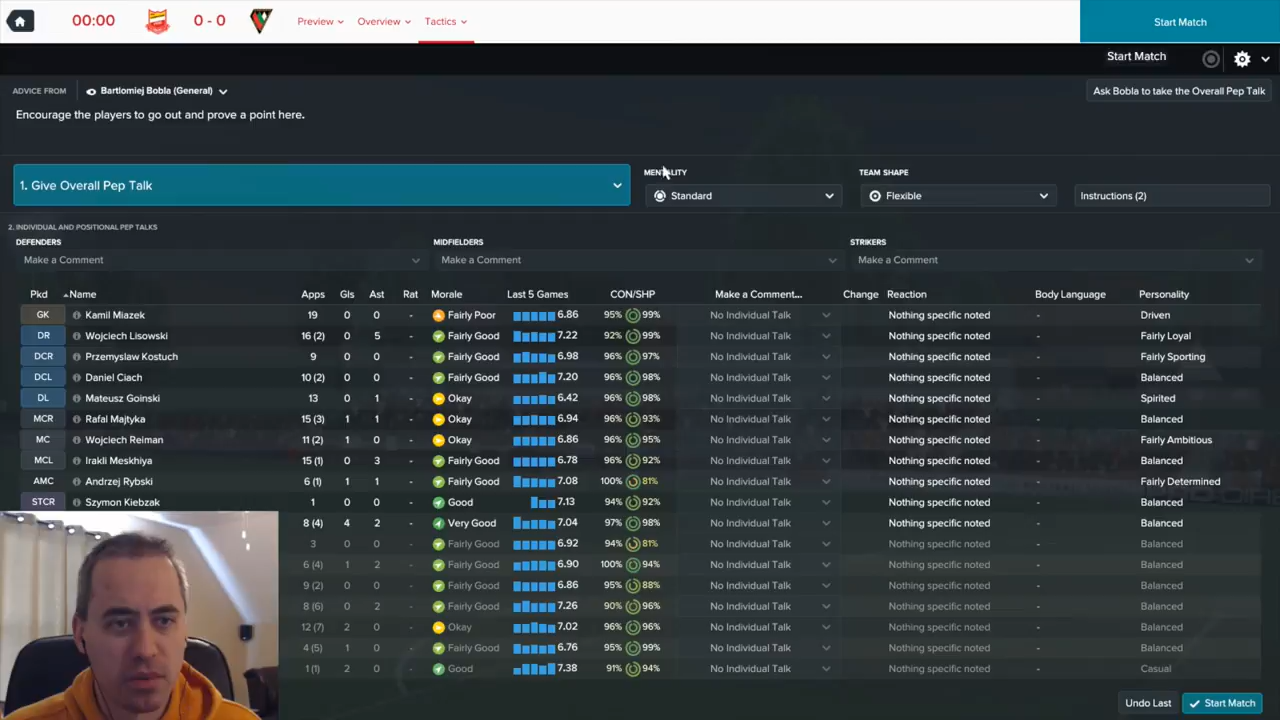 00:00 0 - 0 Preview Overview Tactics Start Match
Start Match
ADVICE FROM Bartlomiej Bobla (General) Ask Bobla to take the Overall Pep Talk
Encourage the players to go out and prove a point here.
MENTALITY TEAM SHAPE
1. Give Overall Pep Talk Standard Flexible Instructions (2)
2. INDIVIDUAL AND POSITIONAL PEP TALKS
DEFENDERS MIDFIELDERS STRIKERS
Make a Comment Make a Comment Make a Comment
Pkd Name Apps Gls Ast Rat Morale Last 5 Games CON/SHP Make a Comment... Change Reaction Body Language Personality
GK Kamil Miazek 19 0 0 - Fairly Poor 6.86 95% 99% No Individual Talk Nothing specific noted - Driven
DR Wojciech Lisowski 16 (2) 0 5 - Fairly Good 7.22 92% 99% No Individual Talk Nothing specific noted - Fairly Loyal
DCR Przemyslaw Kostuch 9 0 0 - Fairly Good 6.98 96% 97% No Individual Talk Nothing specific noted - Fairly Sporting
DCL Daniel Ciach 10 (2) 0 0 - Fairly Good 7.20 96% 98% No Individual Talk Nothing specific noted - Balanced
DL Mateusz Goinski 13 0 1 - Okay 6.42 96% 98% No Individual Talk Nothing specific noted - Spirited
MCR Rafal Majtyka 15 (3) 1 1 - Okay 6.94 96% 93% No Individual Talk Nothing specific noted - Balanced
MC Wojciech Reiman 11 (2) 1 0 - Okay 6.86 96% 95% No Individual Talk Nothing specific noted - Fairly Ambitious
MCL Irakli Meskhiya 15 (1) 0 3 - Fairly Good 6.78 96% 92% No Individual Talk Nothing specific noted - Balanced
AMC Andrzej Rybski 6 (1) 1 1 - Fairly Good 7.08 100% 81% No Individual Talk Nothing specific noted - Fairly Determined
STCR Szymon Kiebzak 1 0 0 - Good 7.13 94% 92% No Individual Talk Nothing specific noted - Balanced
8 (4) 4 2 - Very Good 7.04 97% 98% No Individual Talk Nothing specific noted - Balanced
3 0 0 - Fairly Good 6.92 94% 81% No Individual Talk Nothing specific noted - Balanced
6 (4) 1 2 - Fairly Good 6.90 100% 94% No Individual Talk Nothing specific noted - Balanced
9 (2) 0 0 - Fairly Good 6.86 95% 88% No Individual Talk Nothing specific noted - Balanced
8 (6) 0 2 - Fairly Good 7.26 90% 96% No Individual Talk Nothing specific noted - Balanced
12 (7) 2 0 - Okay 7.02 96% 96% No Individual Talk Nothing specific noted - Balanced
4 (5) 1 0 - Fairly Good 6.76 95% 99% No Individual Talk Nothing specific noted - Balanced
1 (1) 2 0 - Good 7.38 91% 94% No Individual Talk Nothing specific noted - Casual
Undo Last Start Match